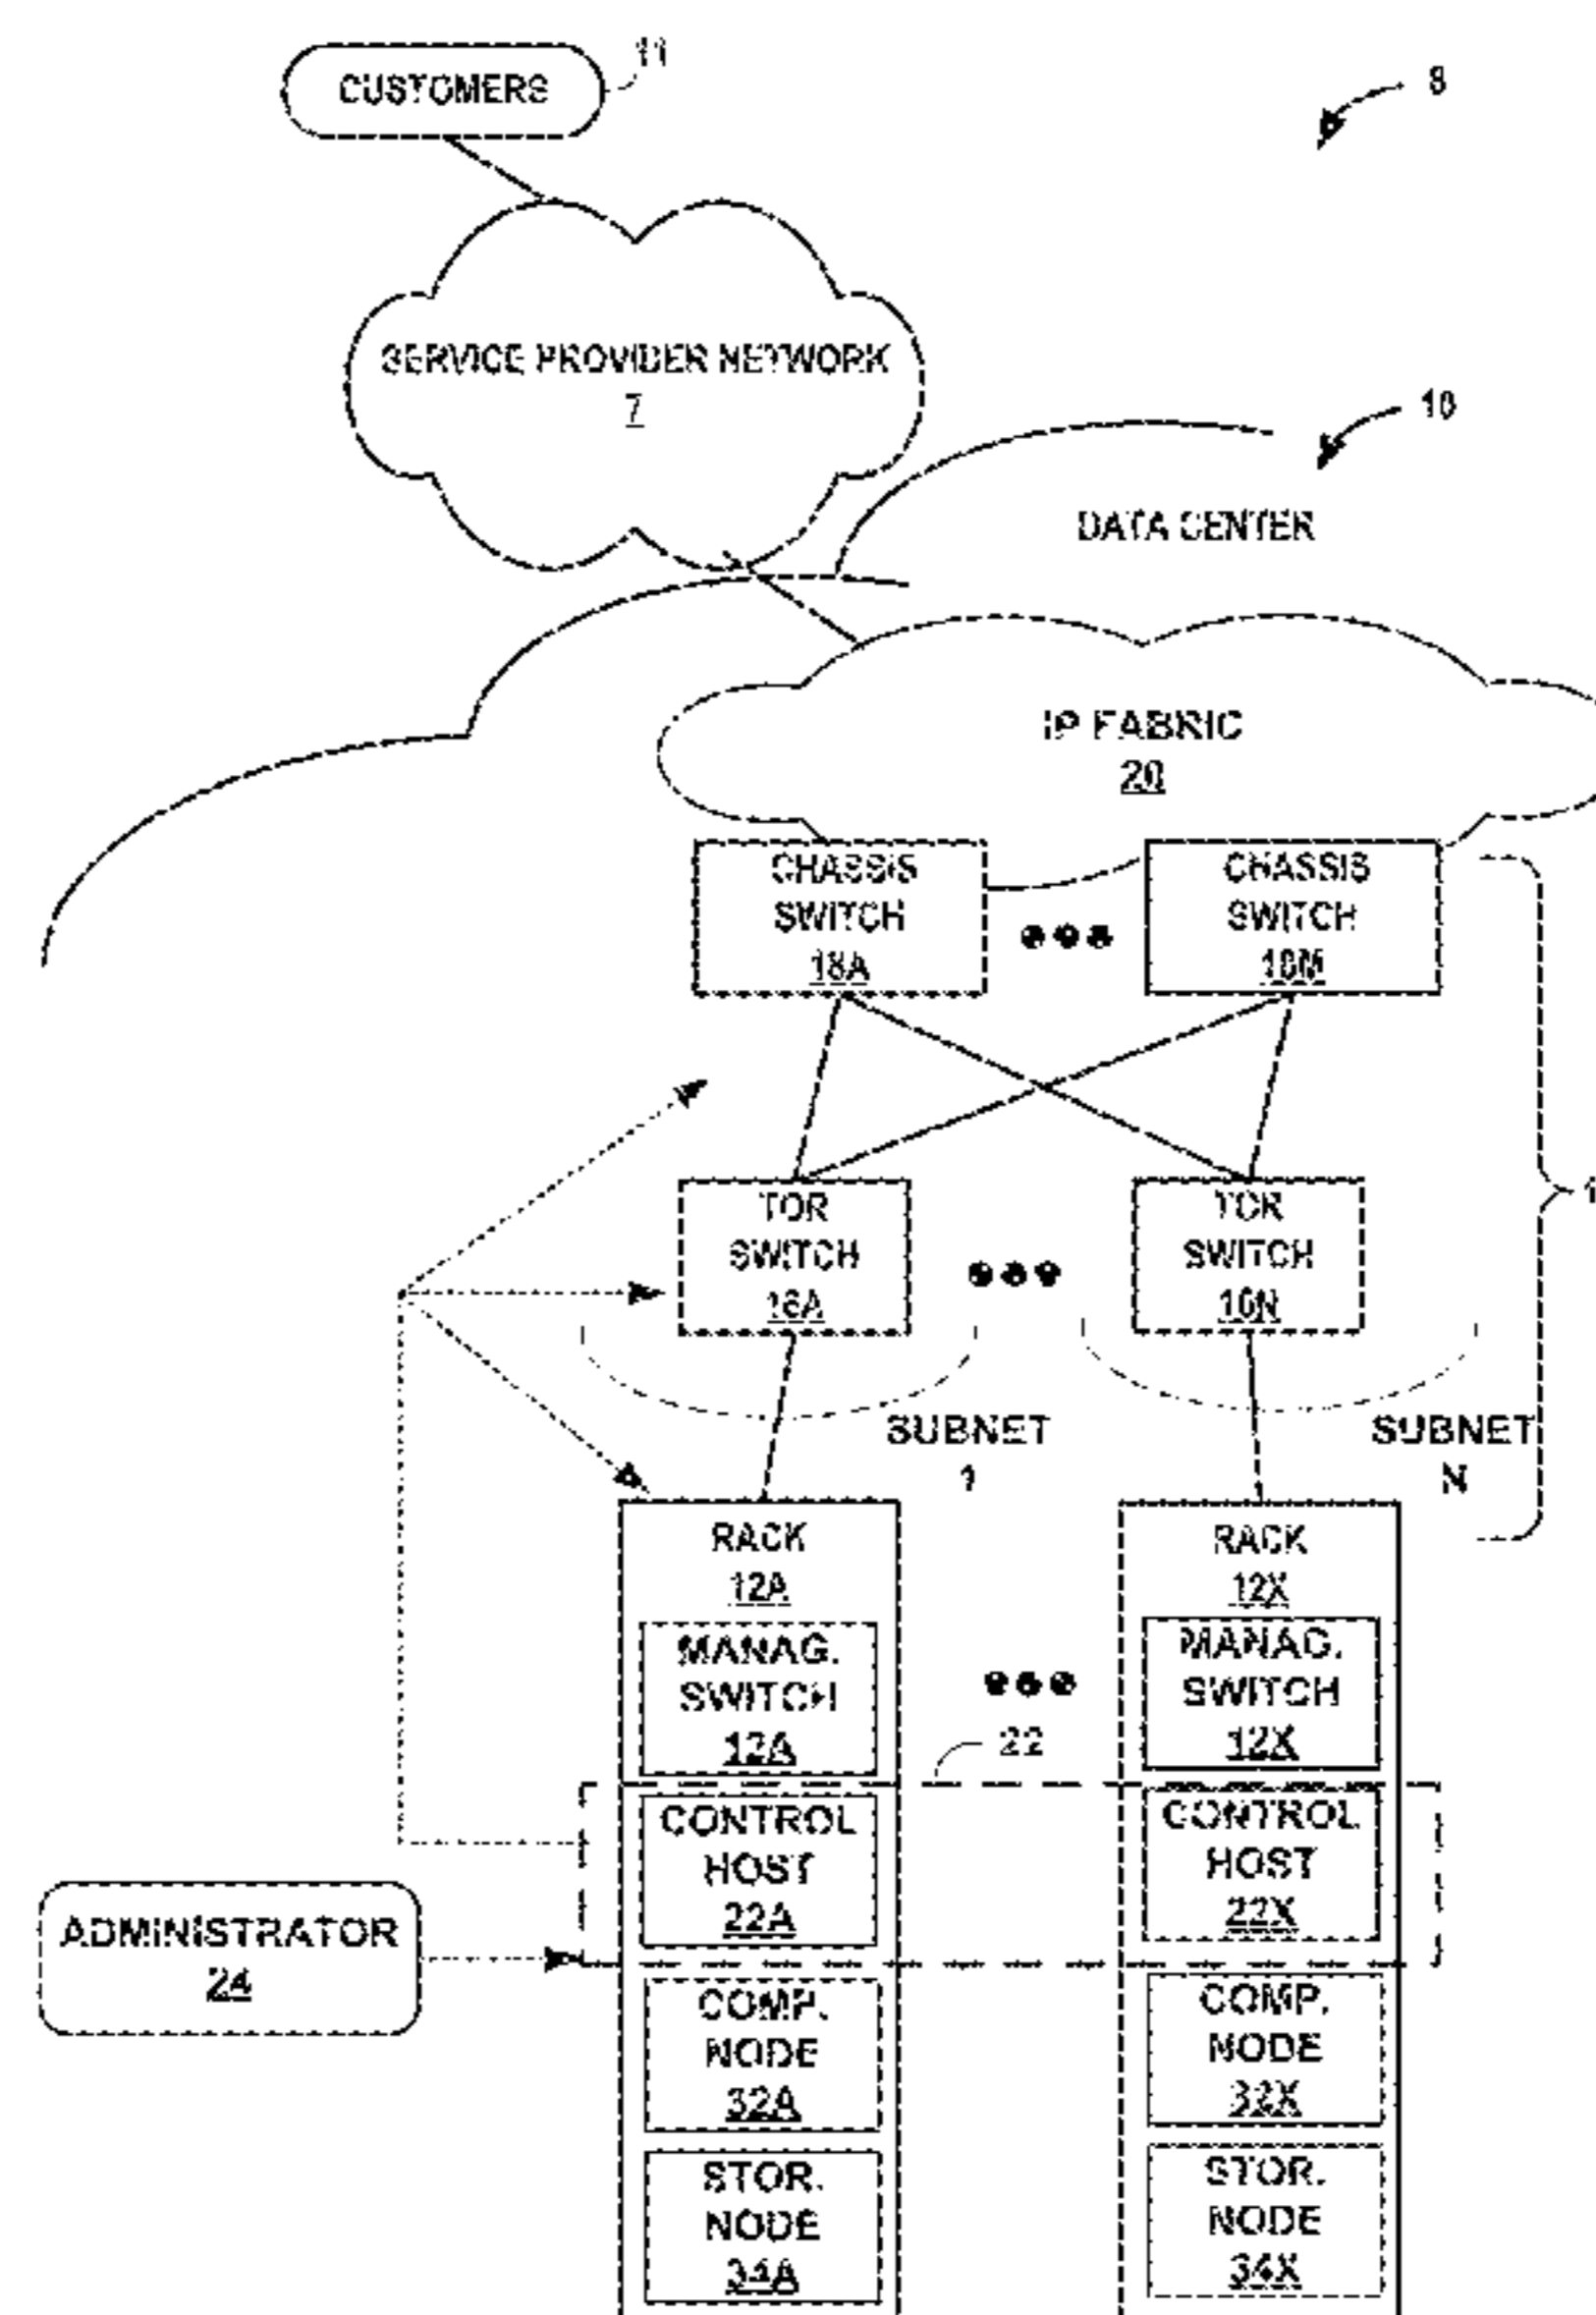 CUSTOMERS
11
8
SERVICE PROVIDER NETWORK
7
10
DATA CENTER
IP FABRIC
20
CHASSIS
SWITCH
18A
CHASSIS
SWITCH
18M
TOR
SWITCH
16A
TOR
SWITCH
16N
1
SUBNET
1
SUBNET
N
RACK
12A
RACK
12X
MANAG.
SWITCH
12A
MANAG.
SWITCH
12X
22
CONTROL
HOST
22A
CONTROL
HOST
22X
ADMINISTRATOR
24
COMP.
NODE
32A
COMP.
NODE
32X
STOR.
NODE
34A
STOR.
NODE
34X